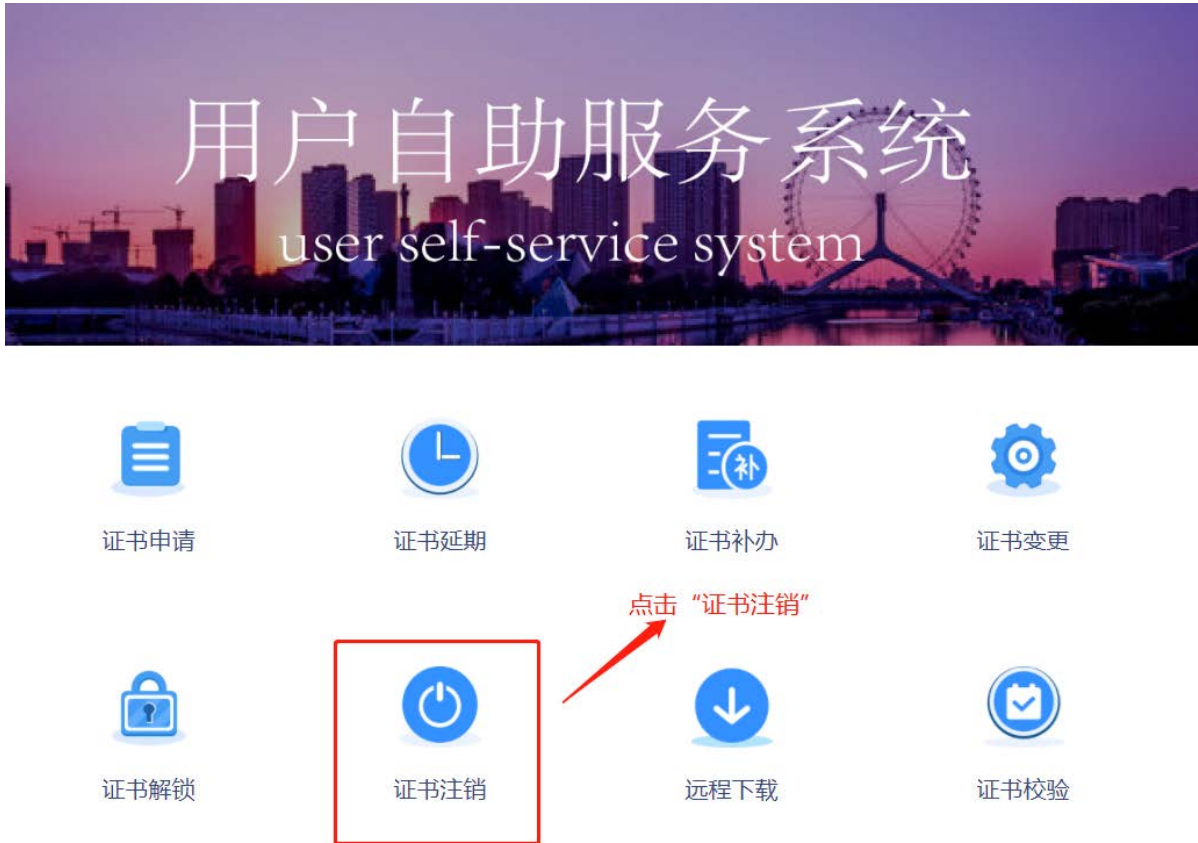 用户自助服务系统
user self-service system
补
证书申请
证书延期
证书补办
证书变更
点击“证书注销”
证书解锁
证书注销
远程下载
证书校验